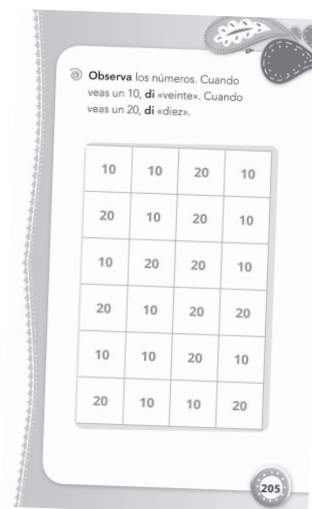 Observa los números. Cuando
veas un 10, di «veinte». Cuando
veas un 20, di «diez».
10 10 20 10
20 10 20 10
10 20 20 10
20 10 20 20
10 10 20 10
20 10 10 20
205